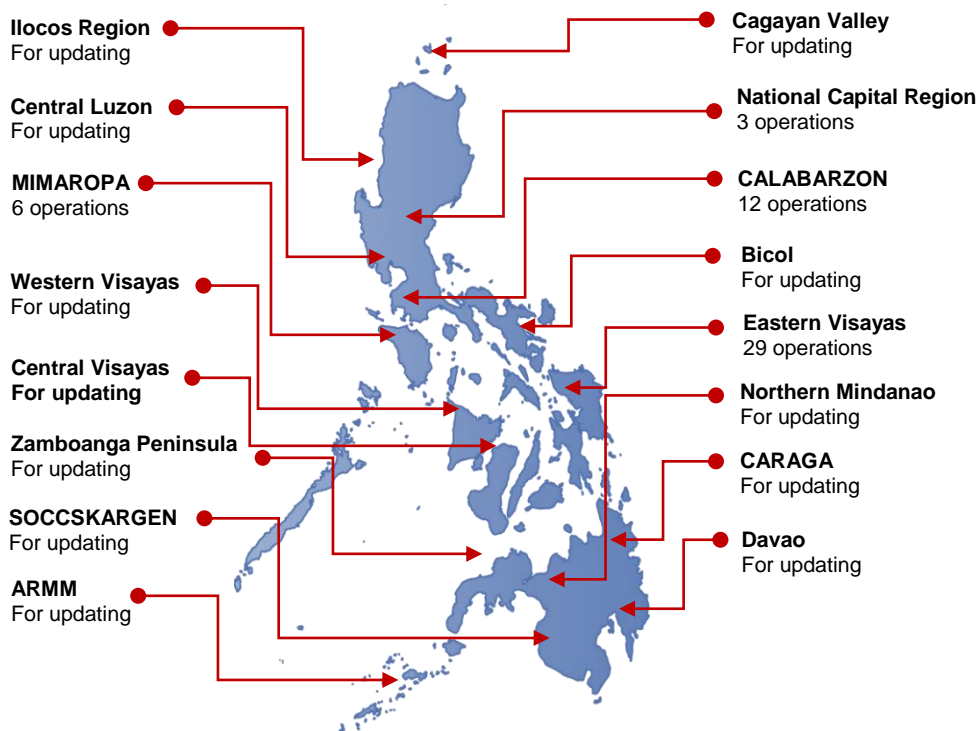 Ilocos Region
For updating
Central Luzon
For updating
MIMAROPA
6 operations
Western Visayas
For updating
Central Visayas
For updating
Zamboanga Peninsula
For updating
SOCCSKARGEN
For updating
ARMM
For updating
Cagayan Valley
For updating
National Capital Region
3 operations
CALABARZON
12 operations
Bicol
For updating
Eastern Visayas
29 operations
Northern Mindanao
For updating
CARAGA
For updating
Davao
For updating